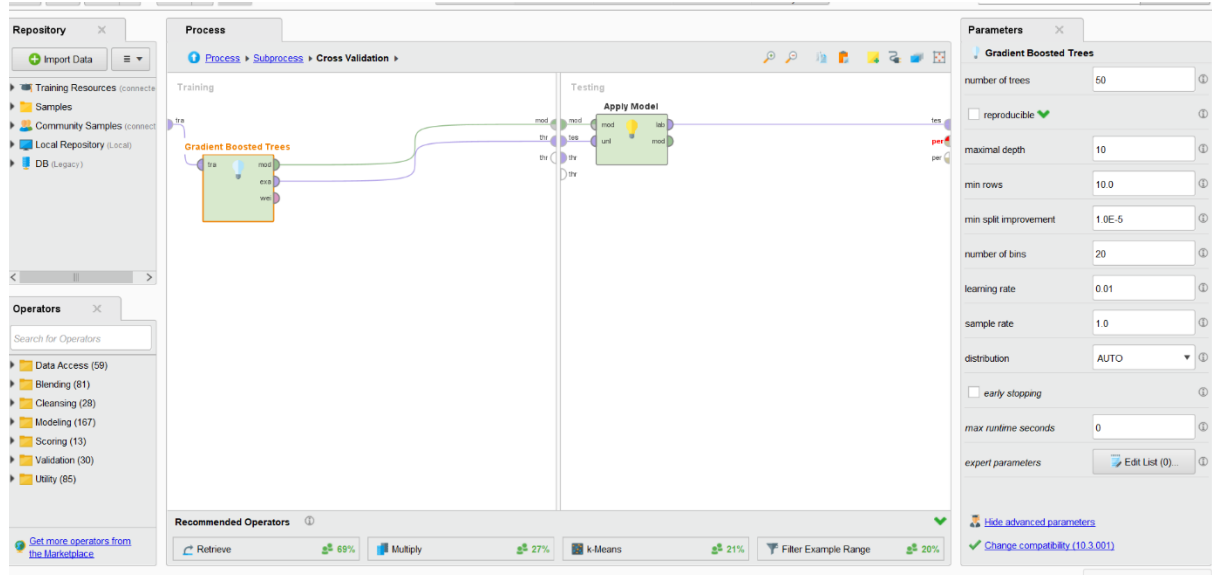 Repository
Import Data
Training Resources (connecte
Samples
Community Samples (connect
Local Repository (Local)
DB (Legacy)
Operators
Search for Operators
Data Access (59)
Blending (81)
Cleansing (28)
Modeling (167)
Scoring (13)
Validation (30)
Utility (85)
Get more operators from
the Marketplace
Process
Process Subprocess Cross Validation
Training
tra
Gradient Boosted Trees
tra mod
exa
wei
mod
thr
thr
Testing
Apply Model
mod mod lab
tes unl mod
thr
thr
tes
per
per
Recommended Operators
Retrieve 69%
Multiply 27%
k-Means 21%
Filter Example Range 20%
Parameters
Gradient Boosted Trees
number of trees 50
reproducible
maximal depth 10
min rows 10.0
min split improvement 1.0E-5
number of bins 20
learning rate 0.01
sample rate 1.0
distribution AUTO
early stopping
max runtime seconds 0
expert parameters Edit List (0)...
Hide advanced parameters
Change compatibility (10.3.001)